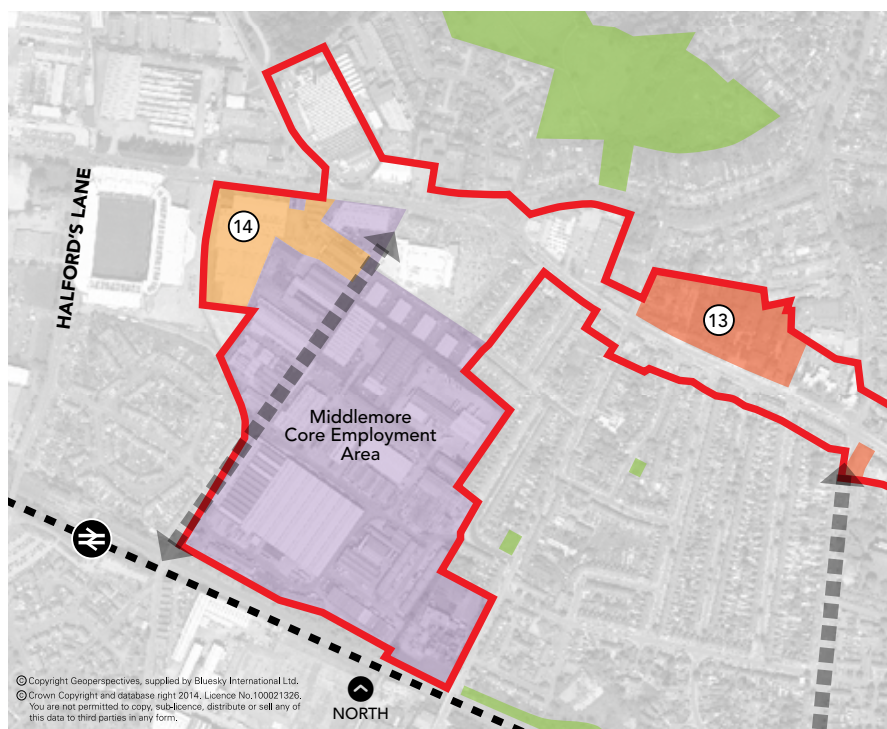 HALFORD'S LANE
14
13
Middlemore
Core Employment
Area
© Copyright Geoperspectives, supplied by Bluesky International Ltd.
© Crown Copyright and database right 2014. Licence No.100021326.
You are not permitted to copy, sub-licence, distribute or sell any of
this data to third parties in any form.
NORTH